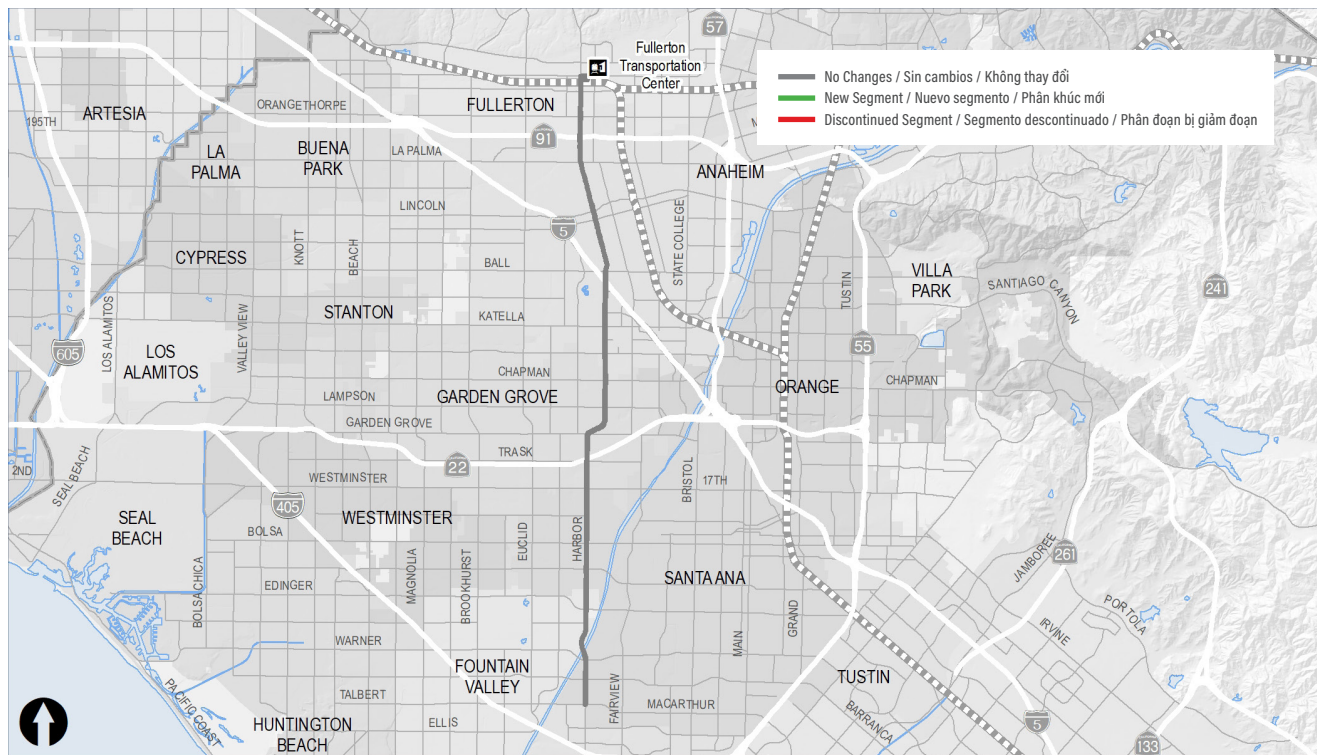 57
Fullerton
Transportation
Center
No Changes / Sin cambios / Không thay đổi
New Segment / Nuevo segmento / Phân khúc mới
Discontinued Segment / Segmento descontinuado / Phân đoạn bị giảm đoạn
ORANGETHORPE
FULLERTON
ARTESIA
195TH
91
LA
PALMA
BUENA
PARK
LA PALMA
ANAHEIM
LINCOLN
5
STATE COLLEGE
CYPRESS
KNOTT
BEACH
BALL
TUSTIN
VILLA
PARK
SANTIAGO
CANYON
241
STANTON
KATELLA
LOS ALAMITOS
VALLEY VIEW
605
LOS
ALAMITOS
55
CHAPMAN
CHAPMAN
ORANGE
LAMPSON
GARDEN GROVE
GARDEN GROVE
TRASK
22
2ND
SEAL BEACH
WESTMINSTER
BRISTOL
17TH
405
SEAL
BEACH
BOLSA
WESTMINSTER
EUCLID
HARBOR
BOLSA CHICA
EDINGER
MAGNOLIA
BROOKHURST
SANTA ANA
JAMBOREE
261
PORTOLA
GRAND
MAIN
IRVINE
WARNER
FOUNTAIN
VALLEY
TUSTIN
TALBERT
FAIRVIEW
MACARTHUR
PACIFIC COAST
HUNTINGTON
BEACH
ELLIS
BARRANCA
5
133